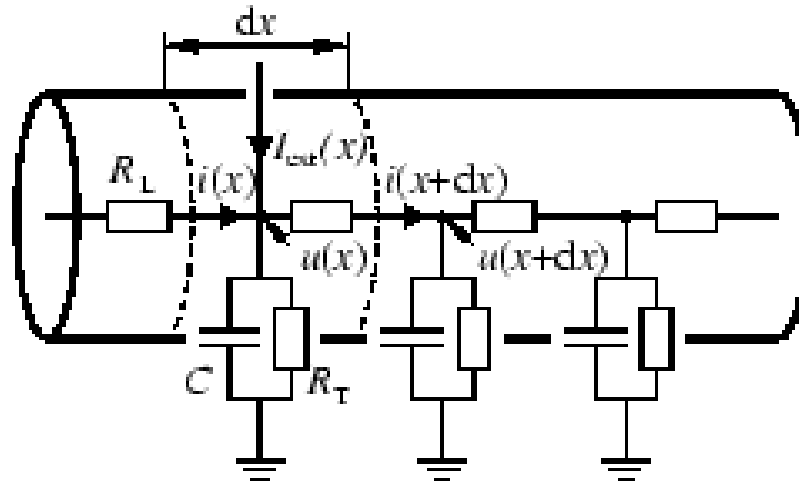 dx
I_ext(x)
R_L i(x) i(x+dx)
u(x) u(x+dx)
C R_T